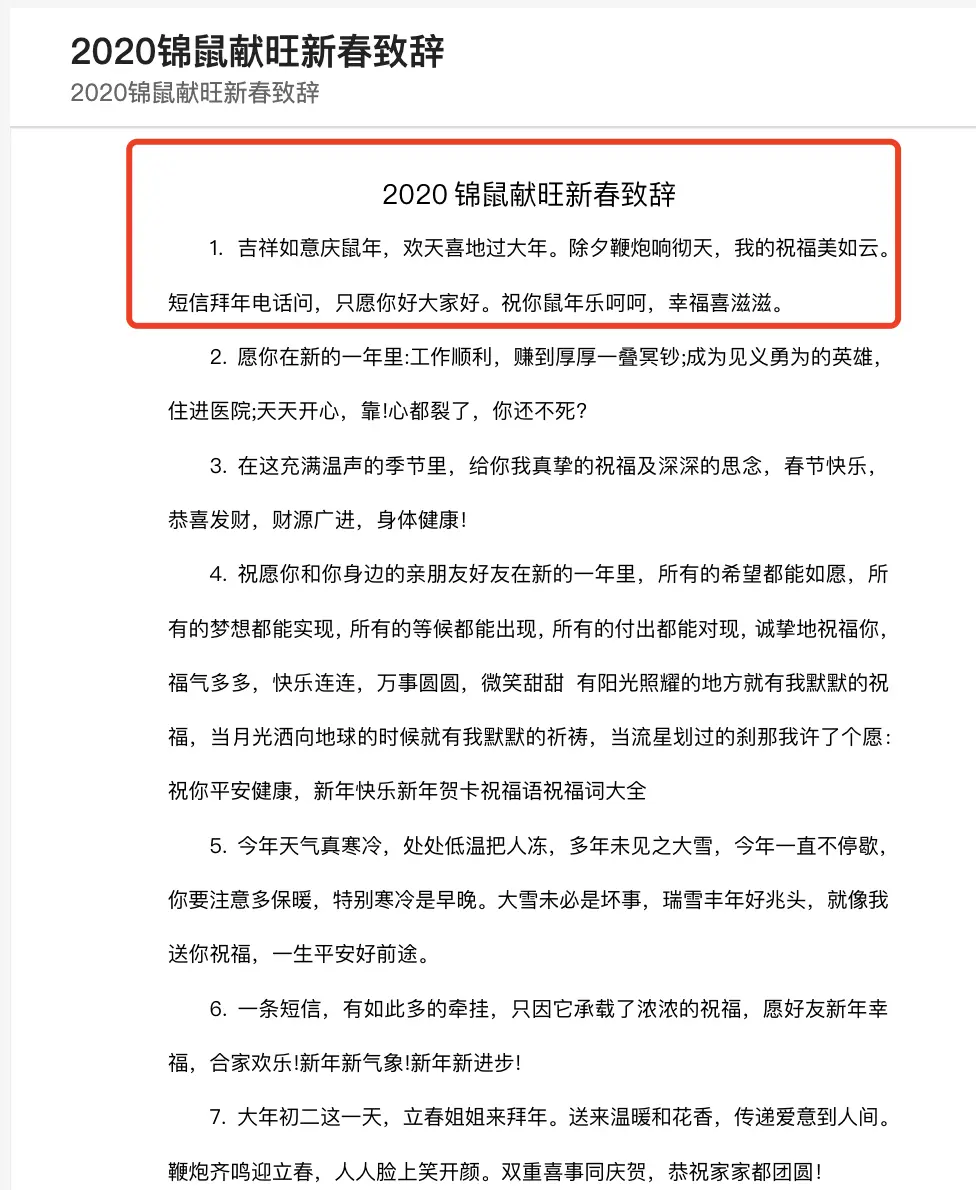 2020锦鼠献旺新春致辞
2020锦鼠献旺新春致辞
2020 锦鼠献旺新春致辞
1. 吉祥如意庆鼠年，欢天喜地过大年。除夕鞭炮响彻天，我的祝福美如云。
短信拜年电话问，只愿你好大家好。祝你鼠年乐呵呵，幸福喜滋滋。
2. 愿你在新的一年里:工作顺利，赚到厚厚一叠冥钞;成为见义勇为的英雄，
住进医院;天天开心，靠!心都裂了，你还不死?
3. 在这充满温声的季节里，给你我真挚的祝福及深深的思念，春节快乐，
恭喜发财，财源广进，身体健康!
4. 祝愿你和你身边的亲朋友好友在新的一年里，所有的希望都能如愿，所
有的梦想都能实现，所有的等候都能出现，所有的付出都能对现，诚挚地祝福你，
福气多多，快乐连连，万事圆圆，微笑甜甜 有阳光照耀的地方就有我默默的祝
福，当月光洒向地球的时候就有我默默的祈祷，当流星划过的刹那我许了个愿:
祝你平安健康，新年快乐新年贺卡祝福语祝福词大全
5. 今年天气真寒冷，处处低温把人冻，多年未见之大雪，今年一直不停歇，
你要注意多保暖，特别寒冷是早晚。大雪未必是坏事，瑞雪丰年好兆头，就像我
送你祝福，一生平安好前途。
6. 一条短信，有如此多的牵挂，只因它承载了浓浓的祝福，愿好友新年幸
福，合家欢乐!新年新气象!新年新进步!
7. 大年初二这一天，立春姐姐来拜年。送来温暖和花香，传递爱意到人间。
鞭炮齐鸣迎立春，人人脸上笑开颜。双重喜事同庆贺，恭祝家家都团圆!